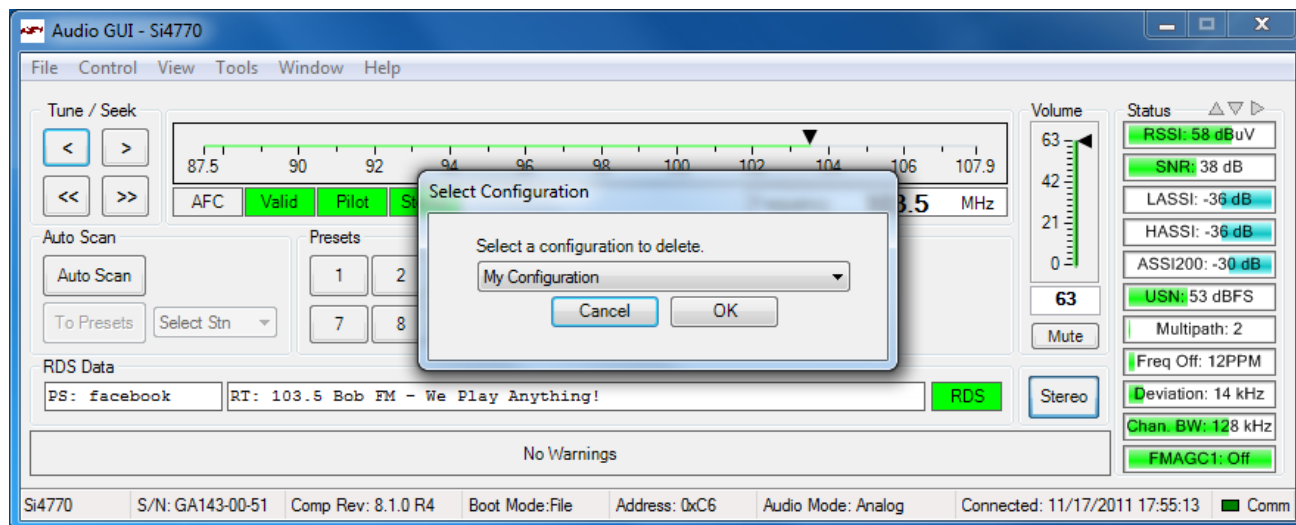 Audio GUI - Si4770
File Control View Tools Window Help
Tune / Seek
< >
<< >>
87.5 90 92 94 96 98 100 102 104 106 107.9
AFC Valid Pilot
MHz
Auto Scan
Auto Scan
To Presets Select Stn
Presets
1 2
7 8
Select Configuration
Select a configuration to delete.
My Configuration
Cancel OK
Volume
63
42
21
0
63
Mute
Status
RSSI: 58 dBuV
SNR: 38 dB
LASSI: -36 dB
HASSI: -36 dB
ASSI200: -30 dB
USN: 53 dBFS
Multipath: 2
Freq Off: 12PPM
Deviation: 14 kHz
Chan. BW: 128 kHz
FMAGC1: Off
RDS Data
PS: facebook RT: 103.5 Bob FM - We Play Anything! RDS
Stereo
No Warnings
Si4770 S/N: GA143-00-51 Comp Rev: 8.1.0 R4 Boot Mode:File Address: 0xC6 Audio Mode: Analog Connected: 11/17/2011 17:55:13 Comm